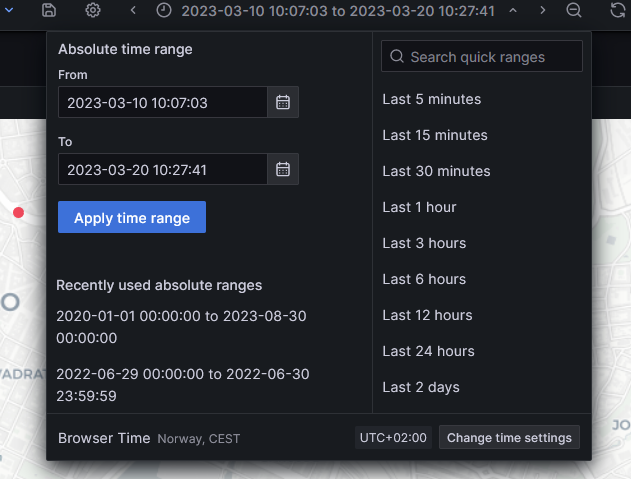 2023-03-10 10:07:03 to 2023-03-20 10:27:41
Absolute time range
From
2023-03-10 10:07:03
To
2023-03-20 10:27:41
Apply time range
Recently used absolute ranges
2020-01-01 00:00:00 to 2023-08-30
00:00:00
2022-06-29 00:00:00 to 2022-06-30
23:59:59
Search quick ranges
Last 5 minutes
Last 15 minutes
Last 30 minutes
Last 1 hour
Last 3 hours
Last 6 hours
Last 12 hours
Last 24 hours
Last 2 days
Browser Time Norway, CEST
UTC+02:00
Change time settings
O
VADRAT
JO